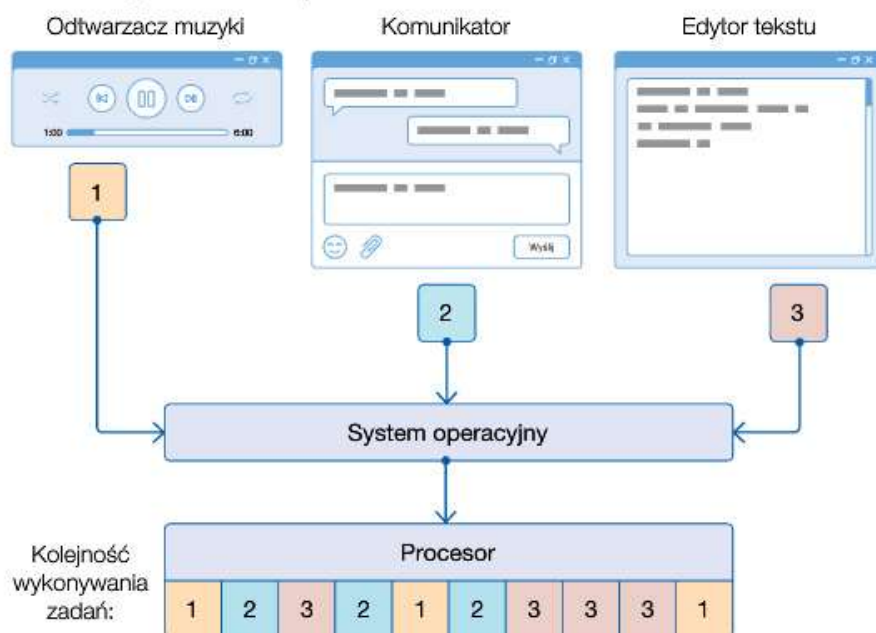 Odtwarzacz muzyki
Komunikator
Edytor tekstu
1:00
6:00
Wyślij
1
2
3
System operacyjny
Procesor
Kolejność
wykonywania
zadań:
1 2 3 2 1 2 3 3 3 1